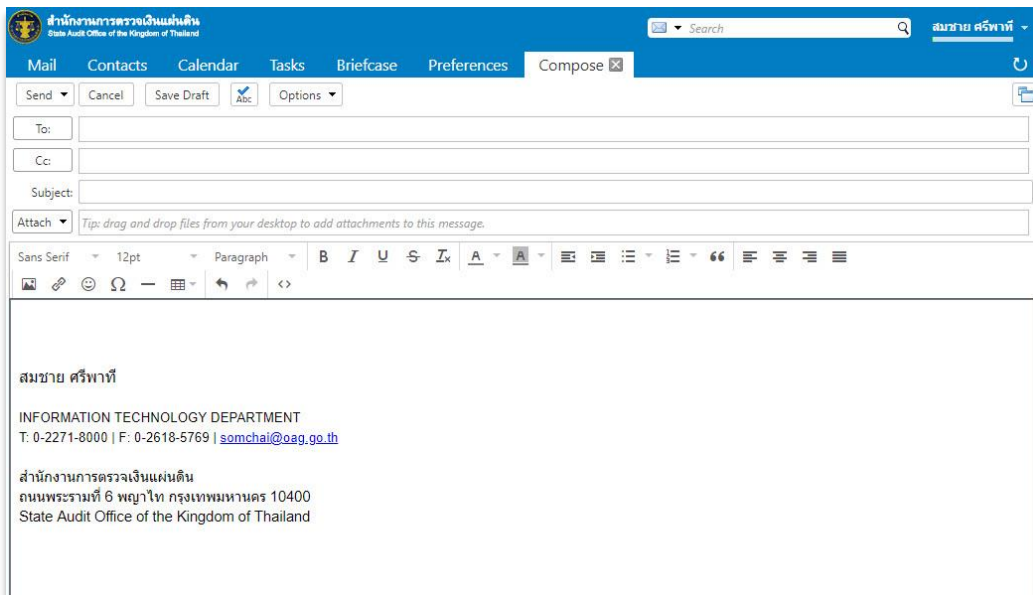 สำนักงานการตรวจเงินแผ่นดิน
State Audit Office of the Kingdom of Thailand
Search
สมชาย ศรีพาที
Mail Contacts Calendar Tasks Briefcase Preferences Compose
Send Cancel Save Draft Abc Options
To:
Cc:
Subject:
Attach Tip: drag and drop files from your desktop to add attachments to this message.
Sans Serif 12pt Paragraph B I U S Ix A A
Ω <>
สมชาย ศรีพาที
INFORMATION TECHNOLOGY DEPARTMENT
T: 0-2271-8000 | F: 0-2618-5769 | somchai@oag.go.th
สำนักงานการตรวจเงินแผ่นดิน
ถนนพระรามที่ 6 พญาไท กรุงเทพมหานคร 10400
State Audit Office of the Kingdom of Thailand